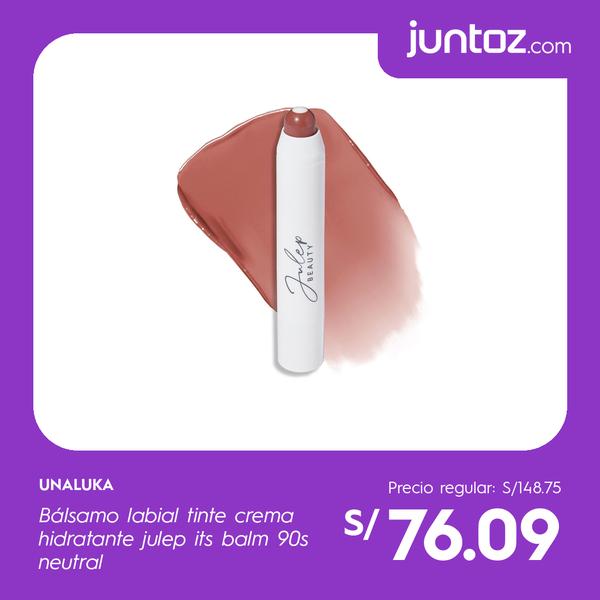 juntoz.com
Julep
BEAUTY
UNALUKA
Bálsamo labial tinte crema
hidratante julep its balm 90s
neutral
Precio regular: S/148.75
S/76.09